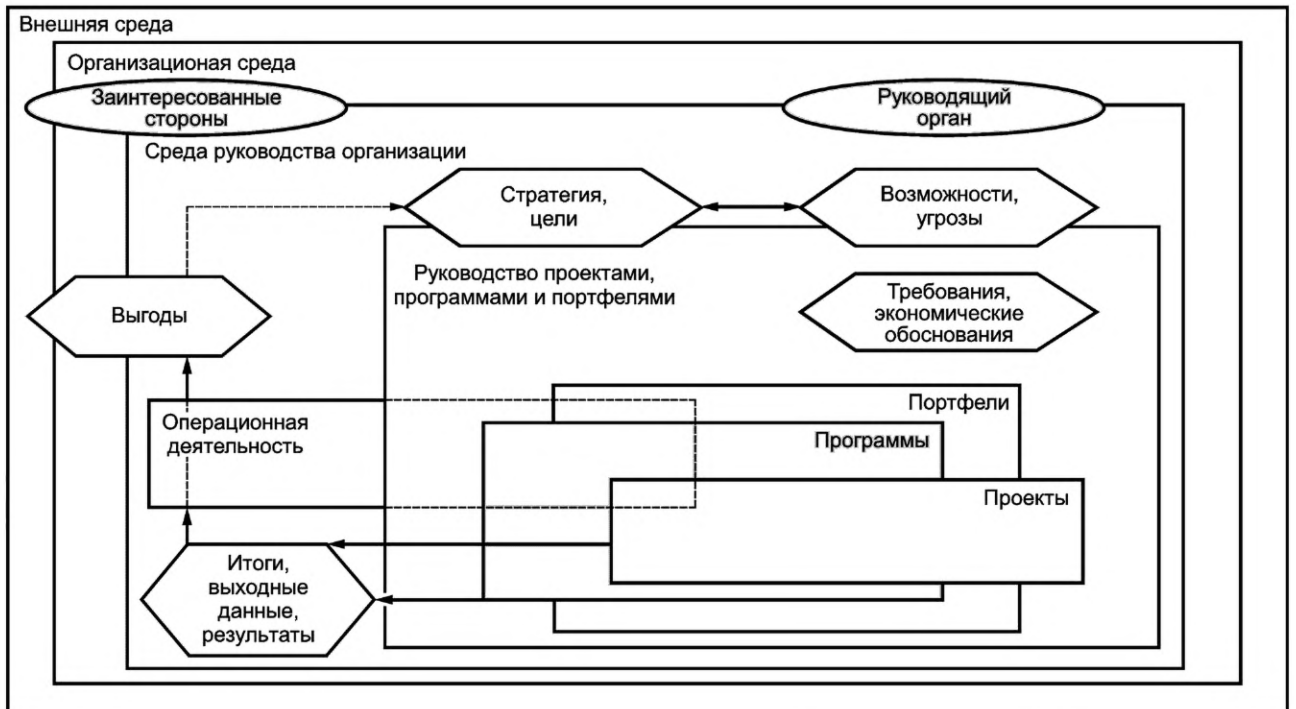 Внешняя среда
Организационая среда
Заинтересованные
стороны
Руководящий
орган
Среда руководства организации
Стратегия,
цели
Возможности,
угрозы
Руководство проектами,
программами и портфелями
Требования,
экономические
обоснования
Выгоды
Портфели
Операционная
деятельность
Программы
Проекты
Итоги,
выходные
данные,
результаты